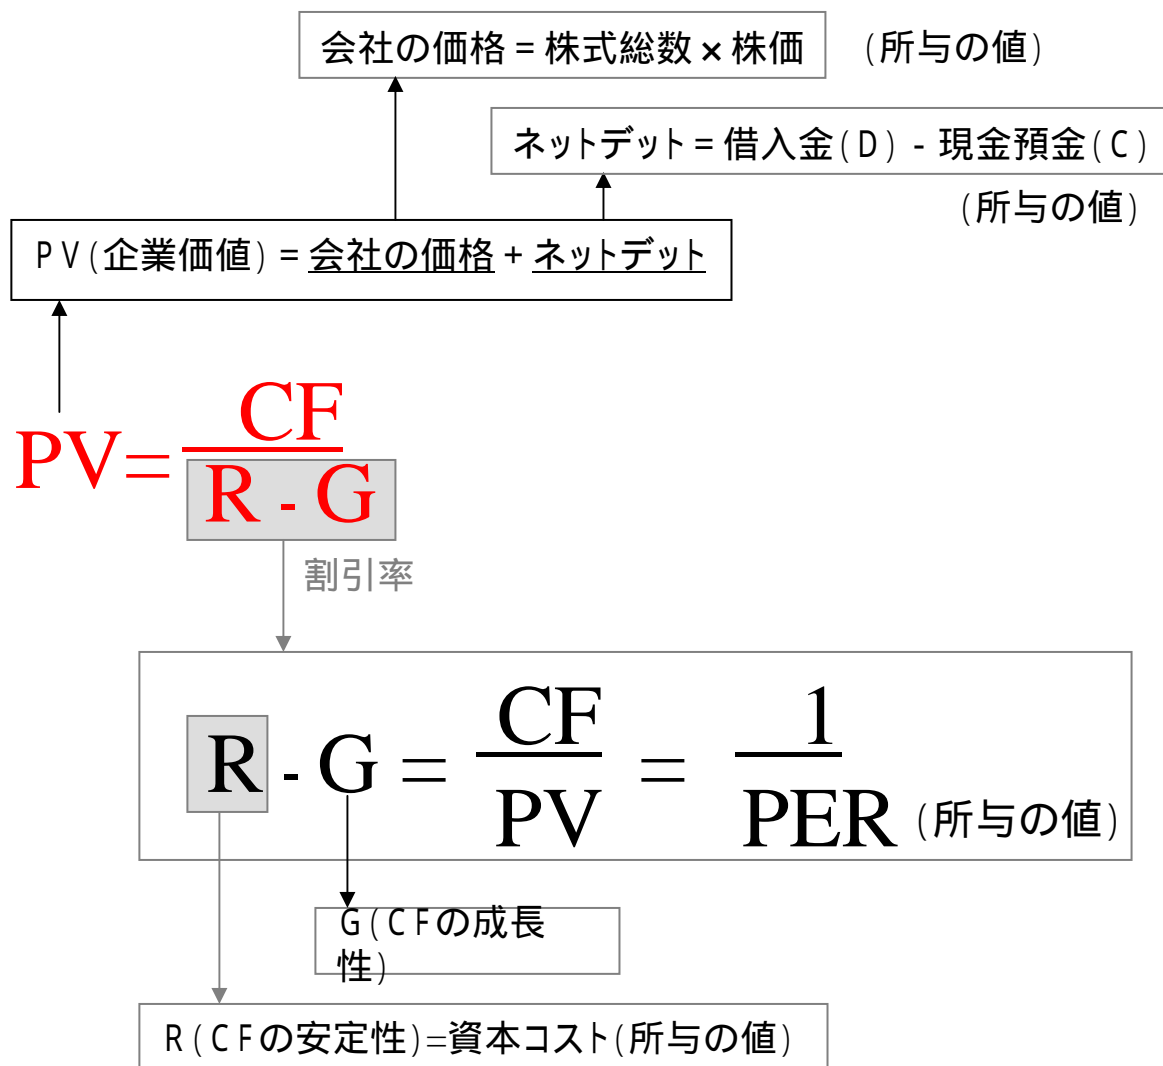 会社の価格 = 株式総数 × 株価 (所与の値)
ネットデット = 借入金(D) - 現金預金(C)
(所与の値)
PV(企業価値) = 会社の価格 + ネットデット
PV= CF
R - G
割引率
R - G = CF = 1
PV PER (所与の値)
G(CFの成長
性)
R(CFの安定性)=資本コスト(所与の値)